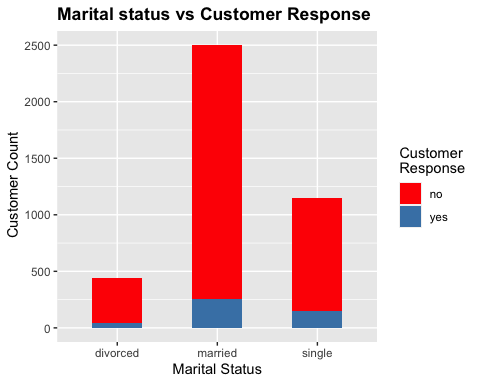 Marital status vs Customer Response
2500
2000
1500
1000
500
0
Customer Count
divorced married single
Marital Status
Customer
Response
no
yes